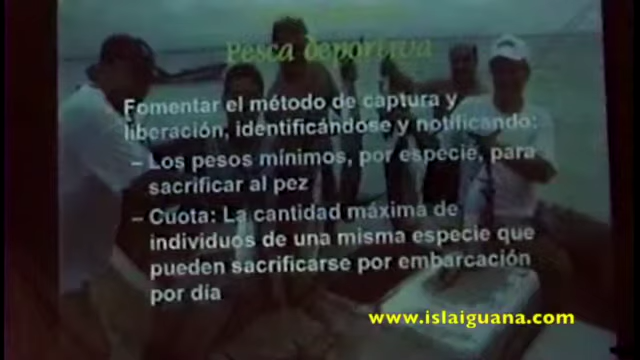 Pesca deportiva
Fomentar el método de captura y
liberación, identificándose y notificando:
– Los pesos mínimos, por especie, para
sacrificar al pez
– Cuota: La cantidad máxima de
individuos de una misma especie que
pueden sacrificarse por embarcación
por día
www.islaiguana.com